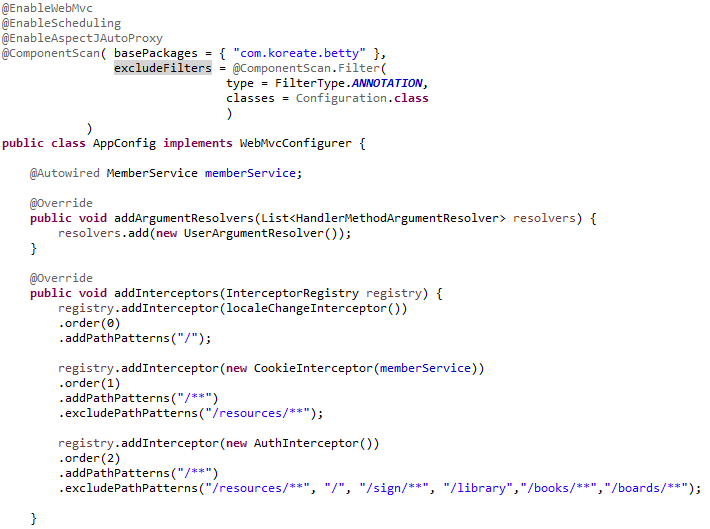 @EnableWebMvc
@EnableScheduling
@EnableAspectJAutoProxy
@ComponentScan( basePackages = { "com.koreate.betty" },
                excludeFilters = @ComponentScan.Filter(
                                type = FilterType.ANNOTATION,
                                classes = Configuration.class
                                )
            )
public class AppConfig implements WebMvcConfigurer {

    @Autowired MemberService memberService;

    @Override
    public void addArgumentResolvers(List<HandlerMethodArgumentResolver> resolvers) {
        resolvers.add(new UserArgumentResolver());
    }

    @Override
    public void addInterceptors(InterceptorRegistry registry) {
        registry.addInterceptor(localeChangeInterceptor())
        .order(0)
        .addPathPatterns("/");

        registry.addInterceptor(new CookieInterceptor(memberService))
        .order(1)
        .addPathPatterns("/**")
        .excludePathPatterns("/resources/**");

        registry.addInterceptor(new AuthInterceptor())
        .order(2)
        .addPathPatterns("/**")
        .excludePathPatterns("/resources/**", "/", "/sign/**", "/library","/books/**","/boards/**");

    }